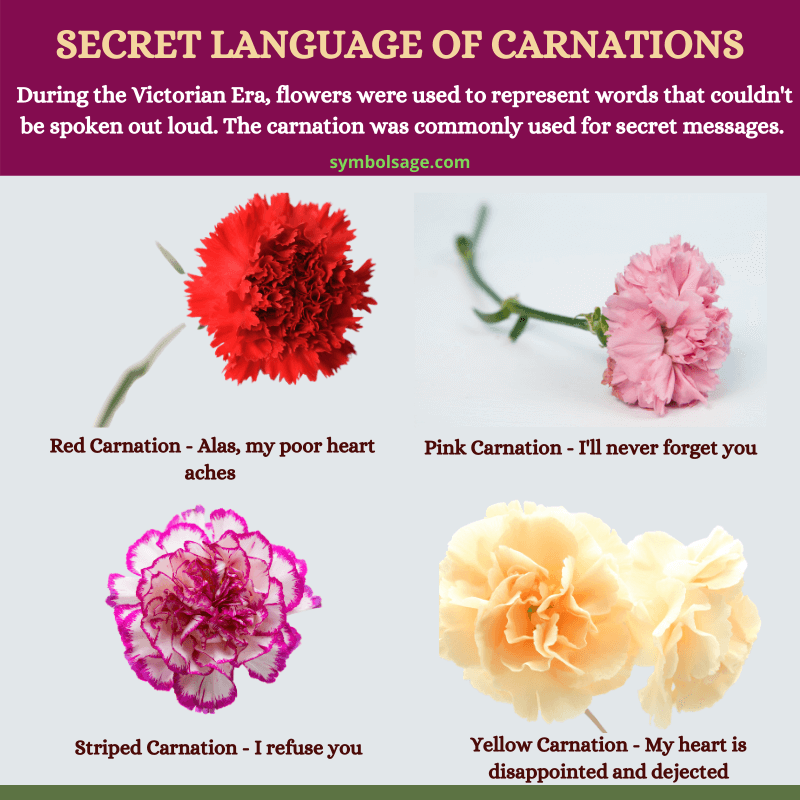 SECRET LANGUAGE OF CARNATIONS
During the Victorian Era, flowers were used to represent words that couldn't
be spoken out loud. The carnation was commonly used for secret messages.
symbolsage.com
Red Carnation - Alas, my poor heart
aches
Pink Carnation - I'll never forget you
Striped Carnation - I refuse you
Yellow Carnation - My heart is
disappointed and dejected